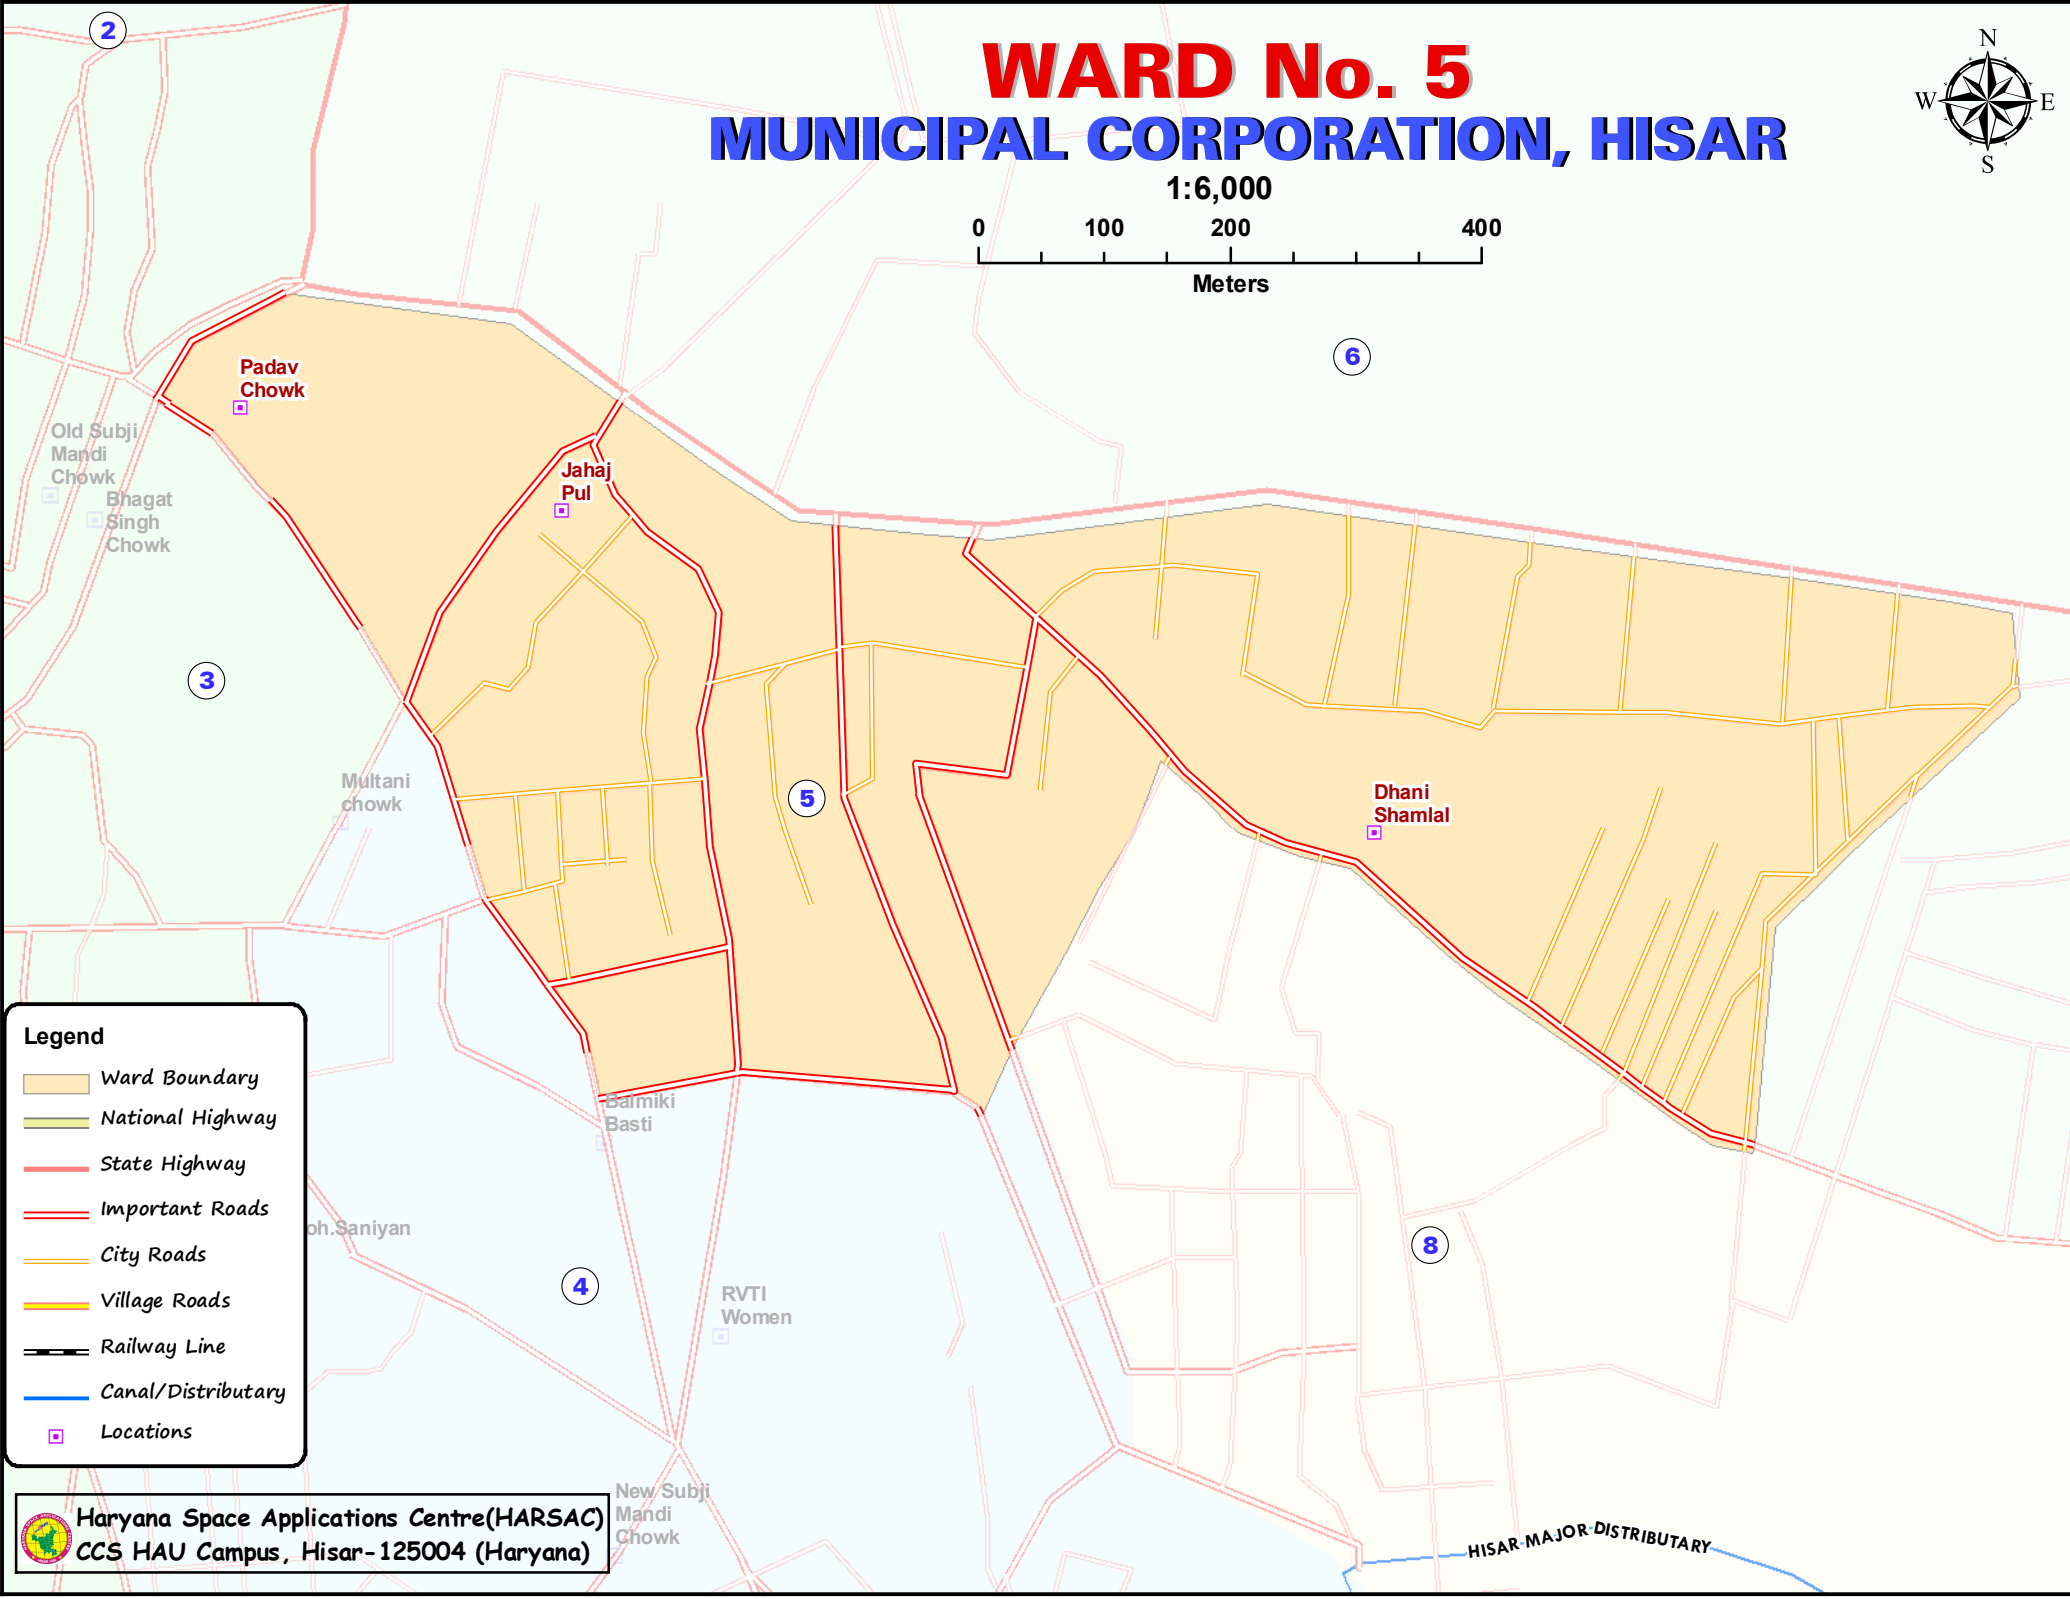 2
WARD No. 5
MUNICIPAL CORPORATION, HISAR
1:6,000
0 100 200 400
Meters
N
W E
S
6
Padav
Chowk
Old Subji
Mandi
Chowk
Bhagat
Singh
Chowk
Jahaj
Pul
3
Multani
chowk
5
Dhani
Shamlal
Legend
Ward Boundary
National Highway
State Highway
Important Roads
City Roads
Village Roads
Railway Line
Canal/Distributary
Locations
Balmiki
Basti
oh.Saniyan
4
RVTI
Women
8
New Subji
Mandi
Chowk
HISAR MAJOR DISTRIBUTARY
Haryana Space Applications Centre(HARSAC)
CCS HAU Campus, Hisar-125004 (Haryana)